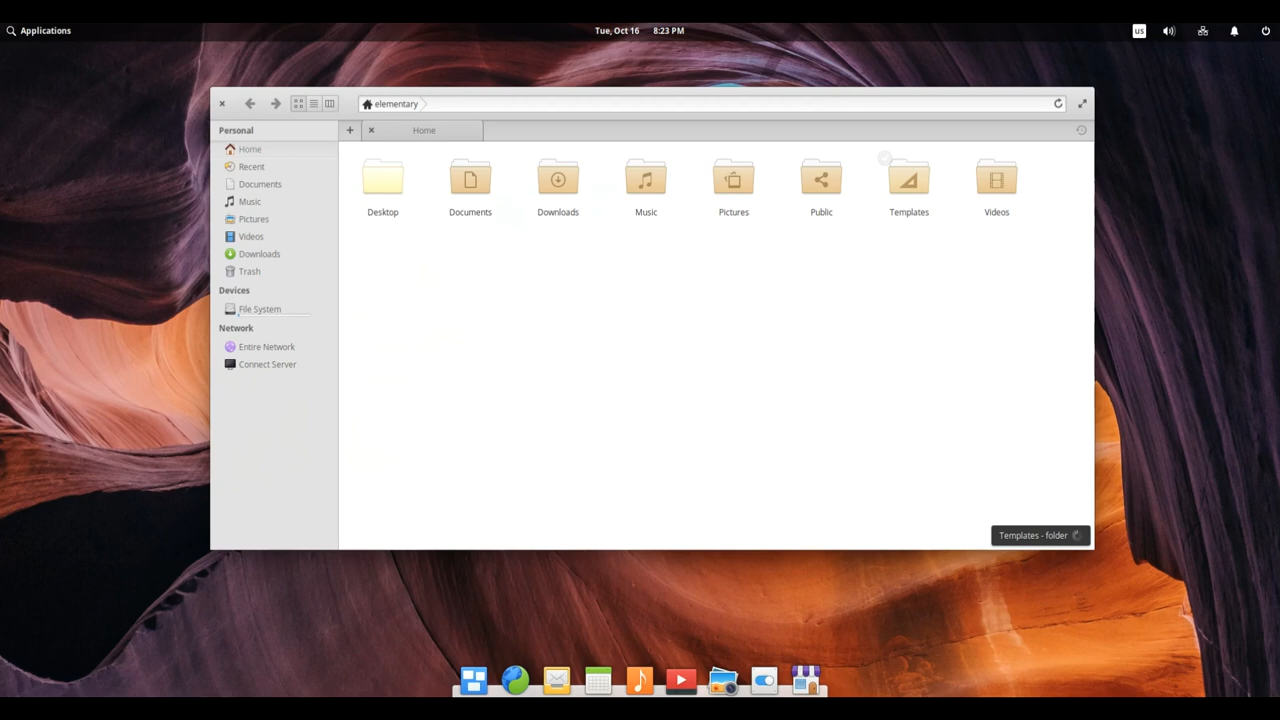 Applications
Tue, Oct 16 8:23 PM
us
elementary
Personal
Home
Home
Recent
Documents
Music
Pictures
Videos
Downloads
Trash
Devices
File System
Network
Entire Network
Connect Server
Desktop
Documents
Downloads
Music
Pictures
Public
Templates
Videos
Templates - folder